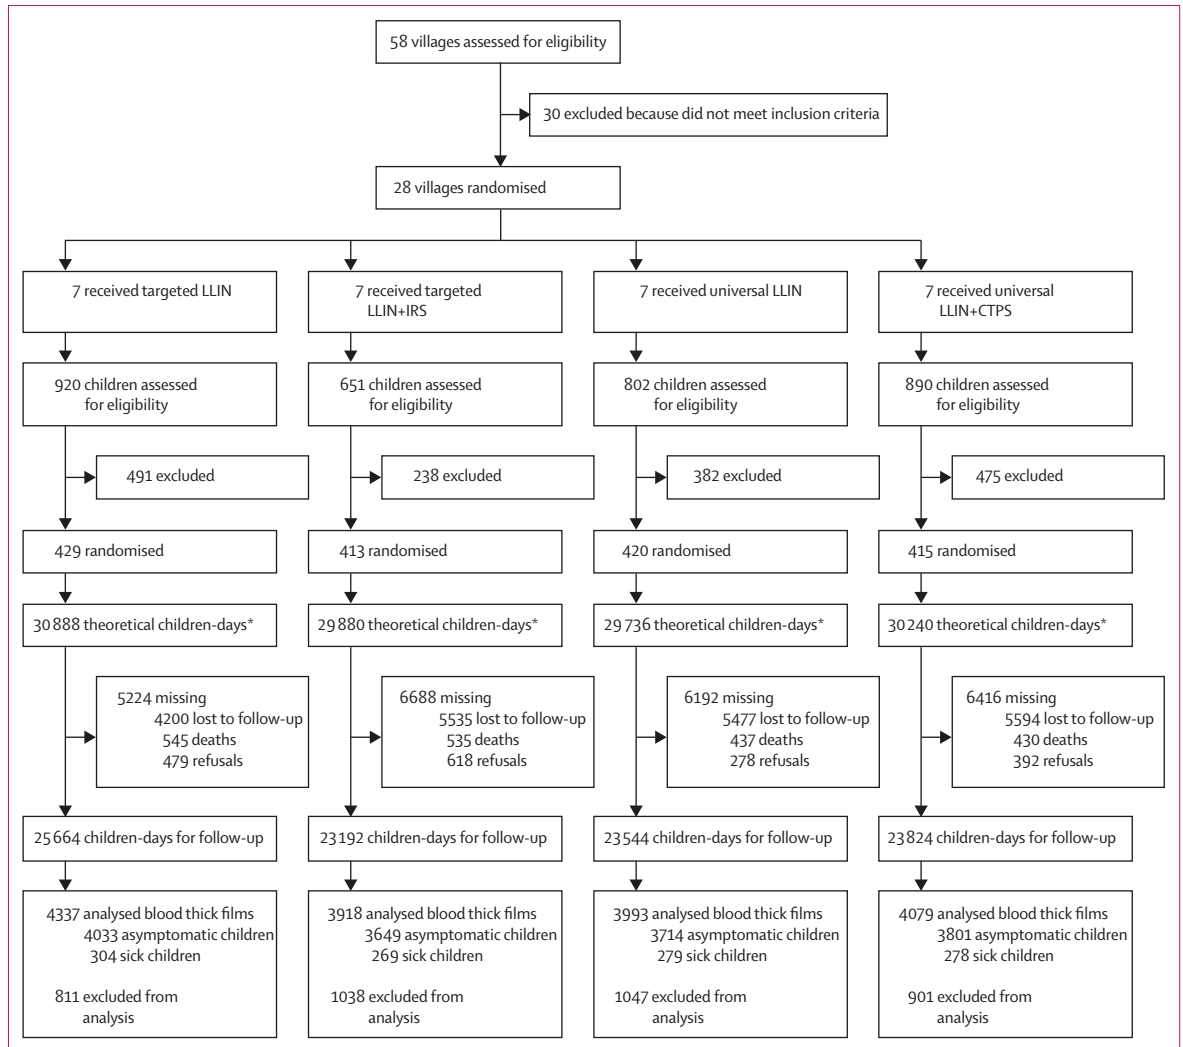 58 villages assessed for eligibility
30 excluded because did not meet inclusion criteria
28 villages randomised
7 received targeted LLIN
7 received targeted
LLIN+IRS
7 received universal LLIN
7 received universal
LLIN+CTPS
920 children assessed
for eligibility
651 children assessed
for eligibility
802 children assessed
for eligibility
890 children assessed
for eligibility
491 excluded
238 excluded
382 excluded
475 excluded
429 randomised
413 randomised
420 randomised
415 randomised
30 888 theoretical children-days*
29 880 theoretical children-days*
29 736 theoretical children-days*
30 240 theoretical children-days*
5224 missing
4200 lost to follow-up
545 deaths
479 refusals
6688 missing
5535 lost to follow-up
535 deaths
618 refusals
6192 missing
5477 lost to follow-up
437 deaths
278 refusals
6416 missing
5594 lost to follow-up
430 deaths
392 refusals
25 664 children-days for follow-up
23 192 children-days for follow-up
23 544 children-days for follow-up
23 824 children-days for follow-up
4337 analysed blood thick films
4033 asymptomatic children
304 sick children
811 excluded from
analysis
3918 analysed blood thick films
3649 asymptomatic children
269 sick children
1038 excluded from
analysis
3993 analysed blood thick films
3714 asymptomatic children
279 sick children
1047 excluded from
analysis
4079 analysed blood thick films
3801 asymptomatic children
278 sick children
901 excluded from
analysis